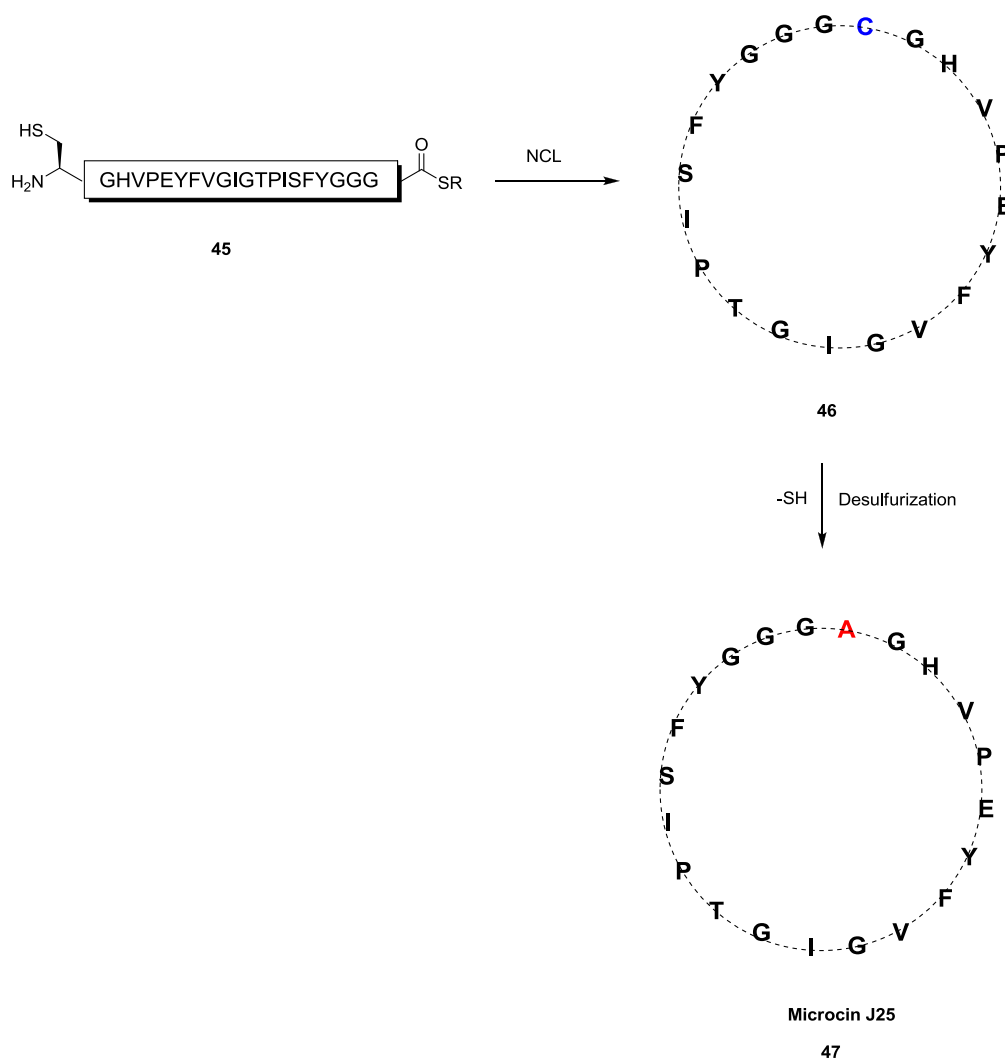 HS
H₂N
GHVPEYFVGIGTPISFYGGG
O
SR
45
NCL
C G H V P E Y F V G I G T P I S F Y G G G
46
-SH
Desulfurization
A G H V P E Y F V G I G T P I S F Y G G G
Microcin J25
47